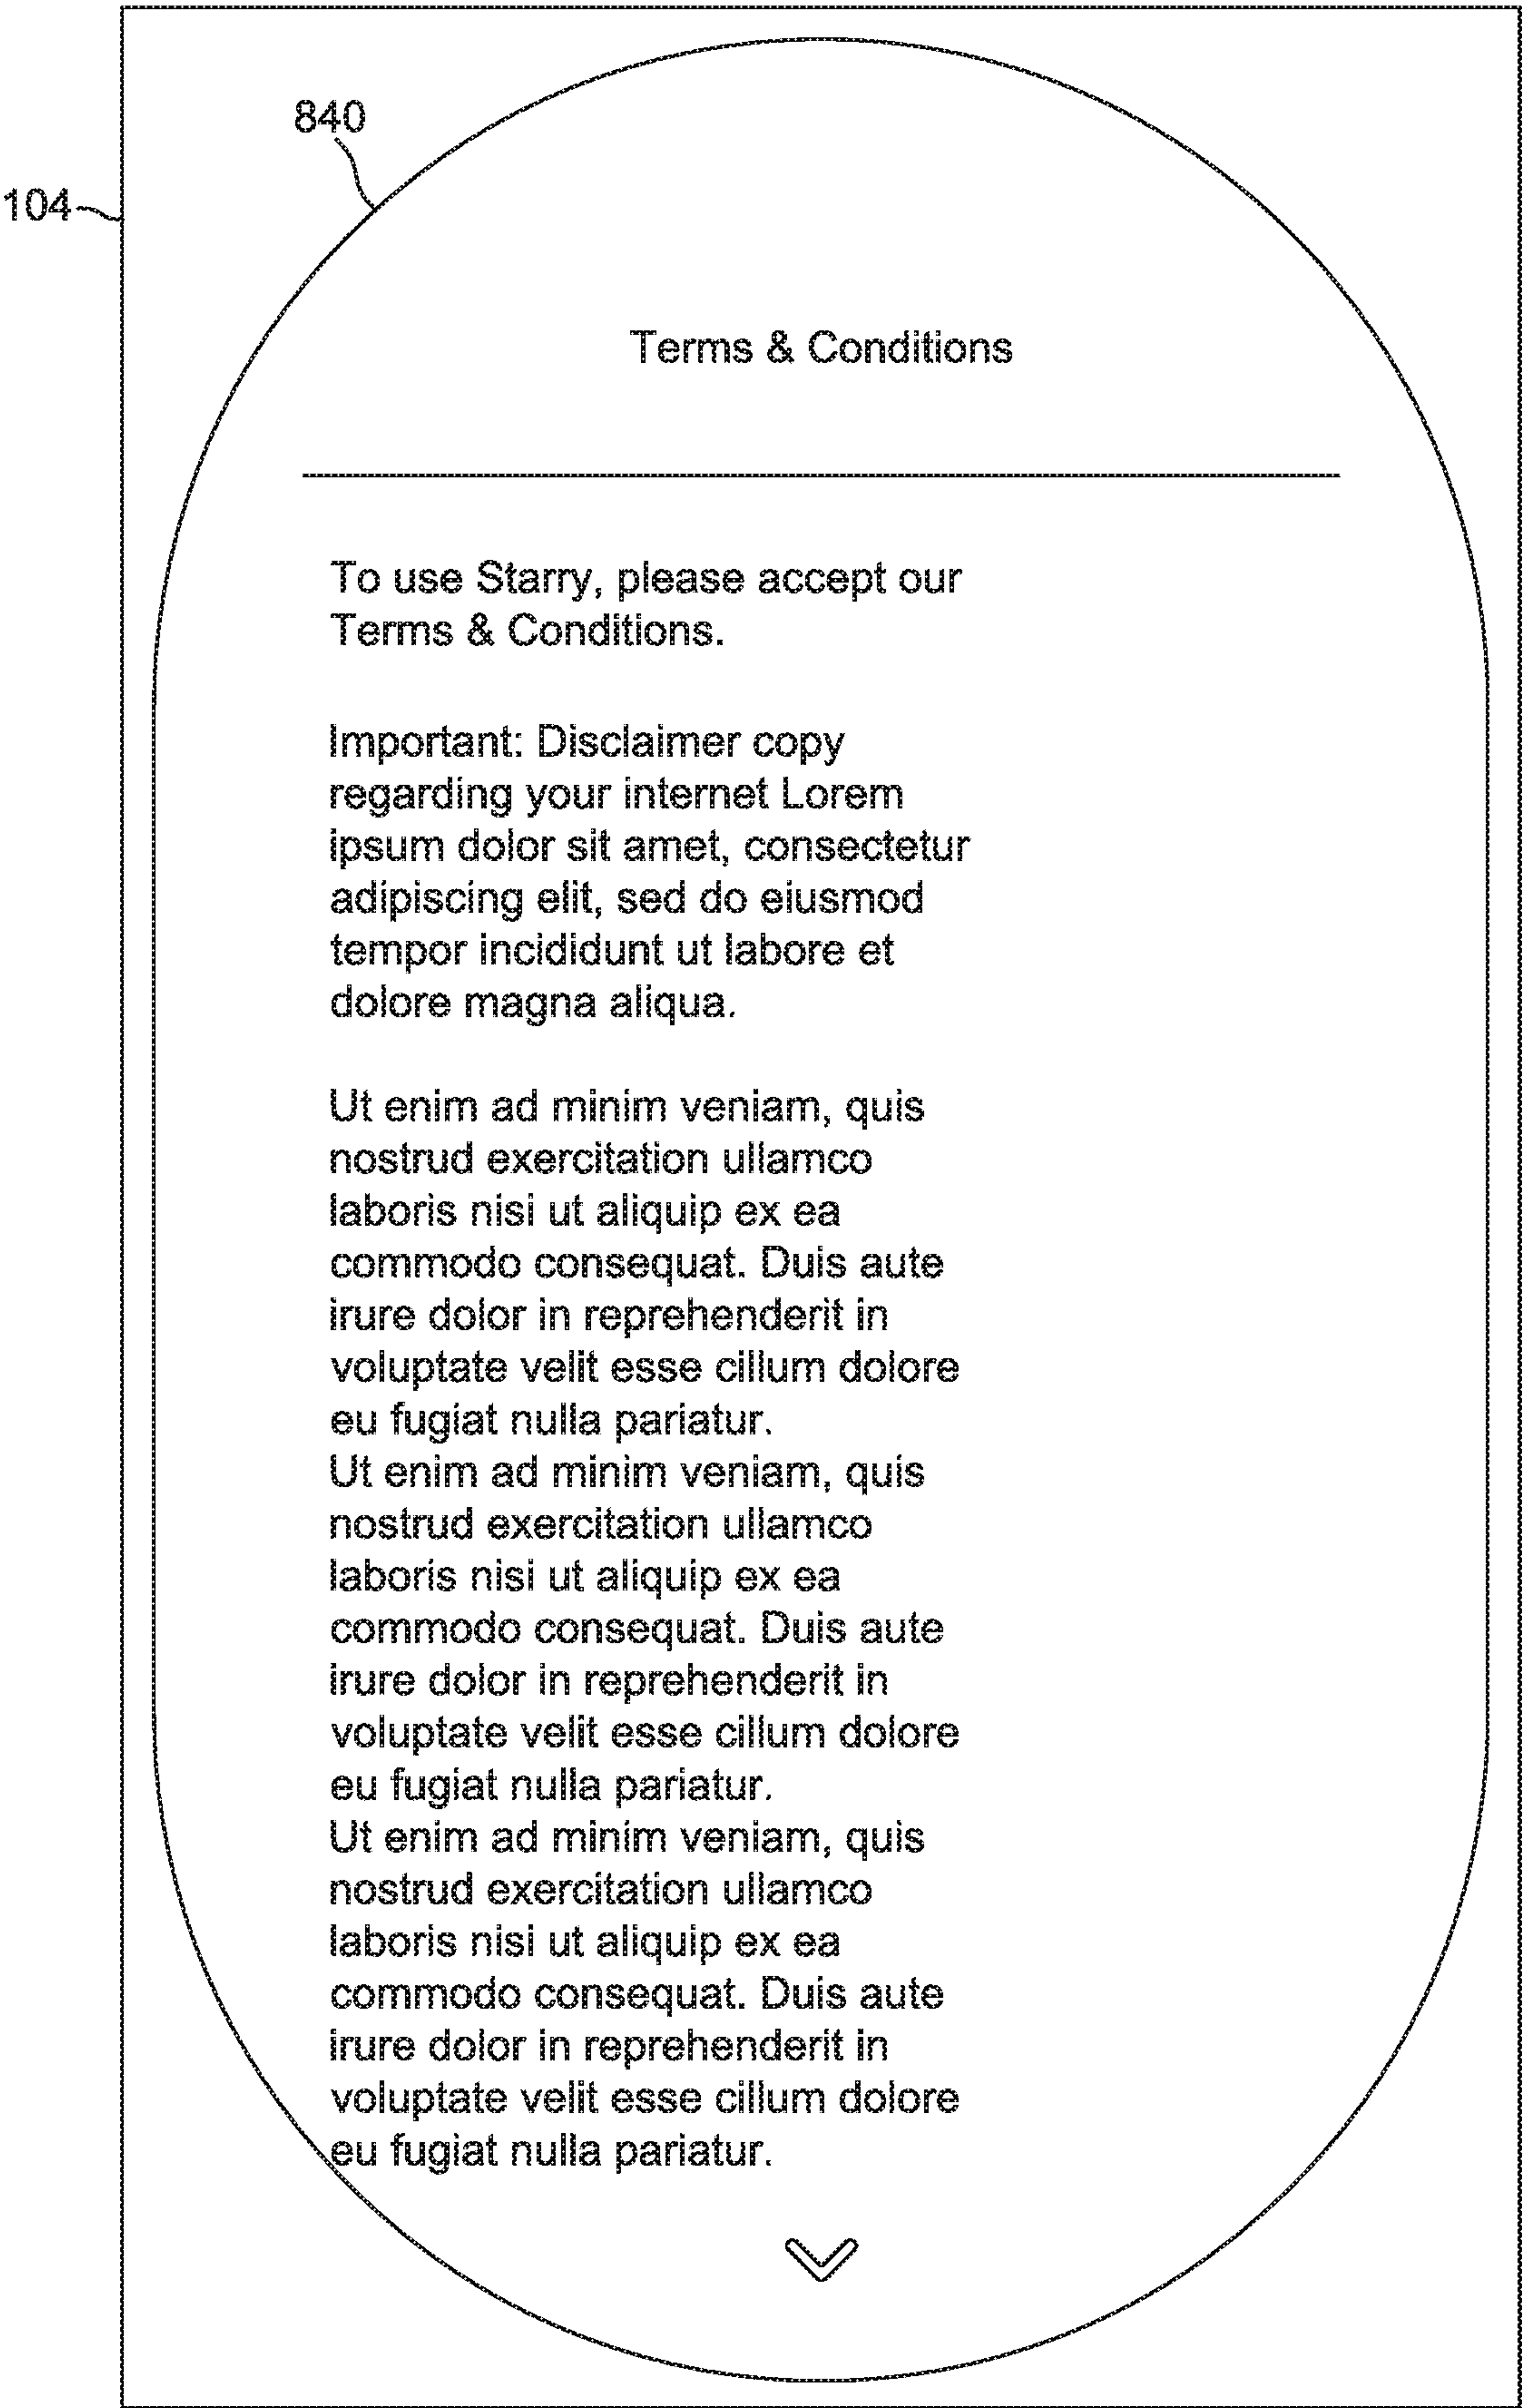 840
104
Terms & Conditions
To use Starry, please accept our
Terms & Conditions.
Important: Disclaimer copy
regarding your internet Lorem
ipsum dolor sit amet, consectetur
adipiscing elit, sed do eiusmod
tempor incididunt ut labore et
dolore magna aliqua.
Ut enim ad minim veniam, quis
nostrud exercitation ullamco
laboris nisi ut aliquip ex ea
commodo consequat. Duis aute
irure dolor in reprehenderit in
voluptate velit esse cillum dolore
eu fugiat nulla pariatur.
Ut enim ad minim veniam, quis
nostrud exercitation ullamco
laboris nisi ut aliquip ex ea
commodo consequat. Duis aute
irure dolor in reprehenderit in
voluptate velit esse cillum dolore
eu fugiat nulla pariatur.
Ut enim ad minim veniam, quis
nostrud exercitation ullamco
laboris nisi ut aliquip ex ea
commodo consequat. Duis aute
irure dolor in reprehenderit in
voluptate velit esse cillum dolore
eu fugiat nulla pariatur.